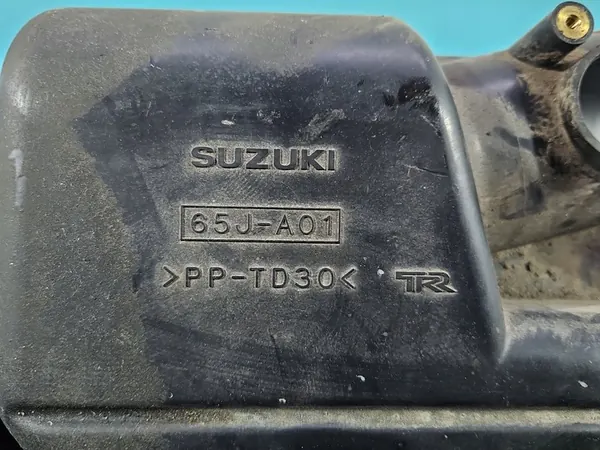 SUZUKI
65J-A01
>PP-TD30<
TR